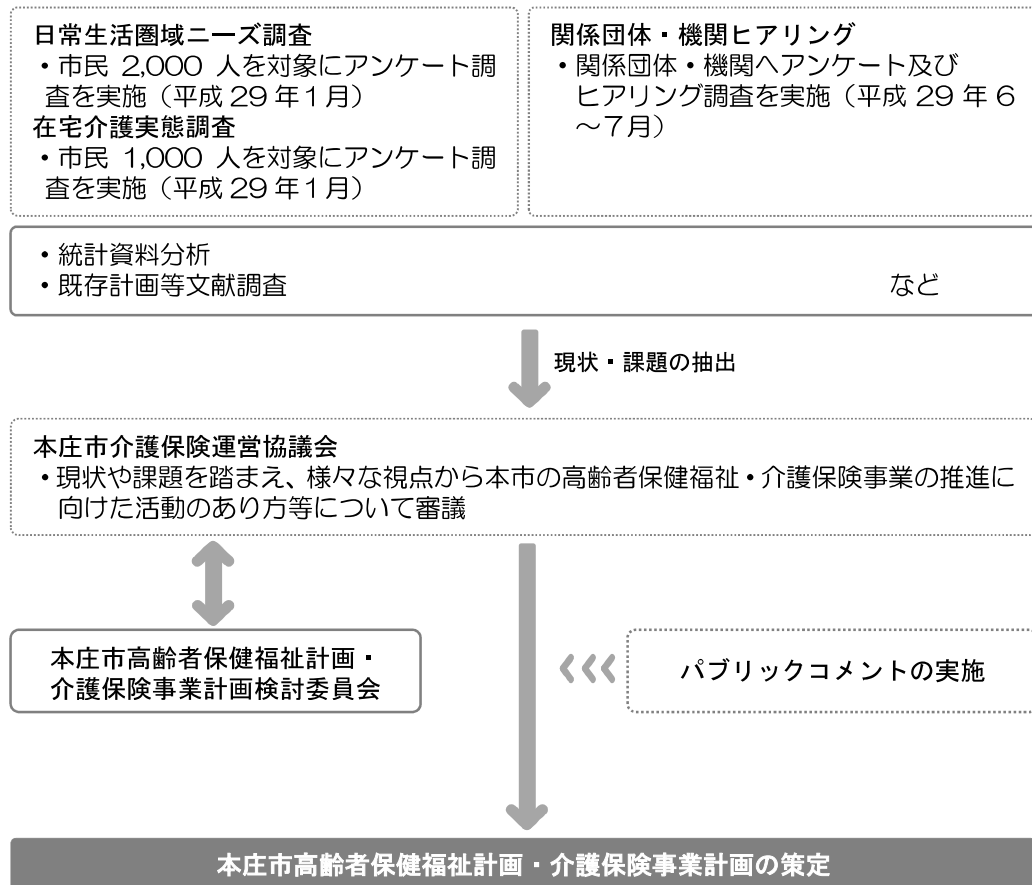 日常生活圏域ニーズ調査
・市民 2,000 人を対象にアンケート調
査を実施(平成 29 年1月)
在宅介護実態調査
・市民 1,000 人を対象にアンケート調
査を実施(平成 29 年1月)
関係団体・機関ヒアリング
・関係団体・機関へアンケート及び
ヒアリング調査を実施(平成 29 年 6
~7月)
・統計資料分析
・既存計画等文献調査 など
現状・課題の抽出
本庄市介護保険運営協議会
・現状や課題を踏まえ、様々な視点から本市の高齢者保健福祉・介護保険事業の推進に
向けた活動のあり方等について審議
本庄市高齢者保健福祉計画・
介護保険事業計画検討委員会
パブリックコメントの実施
本庄市高齢者保健福祉計画・介護保険事業計画の策定